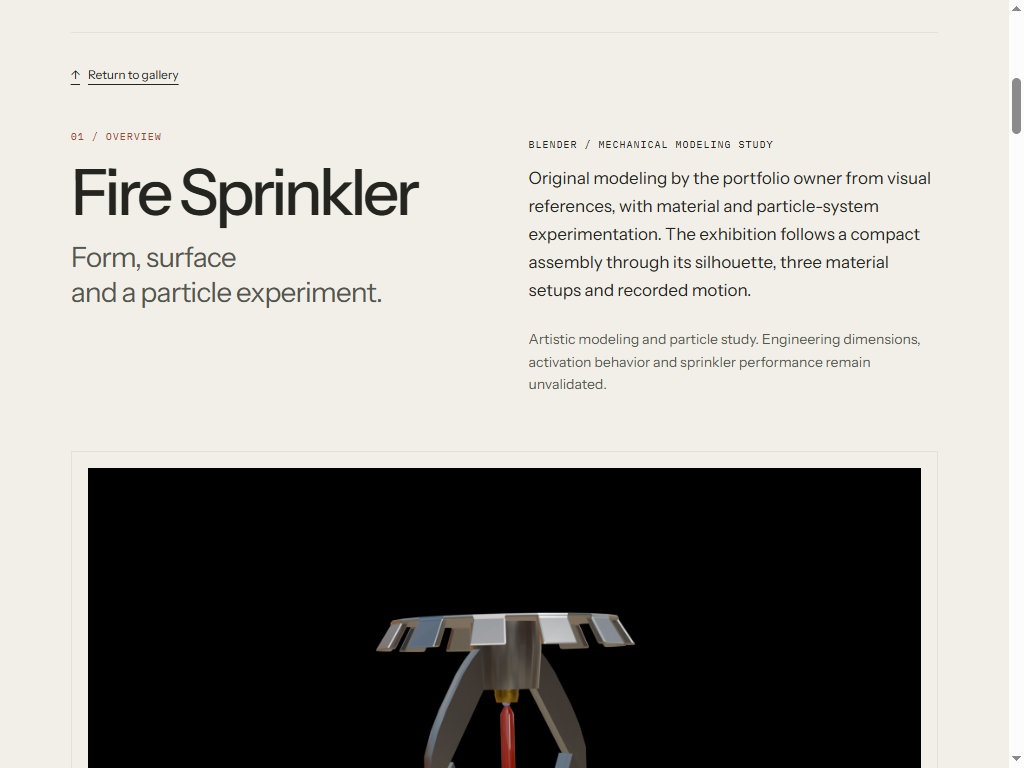 ↑ Return to gallery
01 / OVERVIEW
Fire Sprinkler
Form, surface
and a particle experiment.
BLENDER / MECHANICAL MODELING STUDY
Original modeling by the portfolio owner from visual
references, with material and particle-system
experimentation. The exhibition follows a compact
assembly through its silhouette, three material
setups and recorded motion.
Artistic modeling and particle study. Engineering dimensions,
activation behavior and sprinkler performance remain
unvalidated.